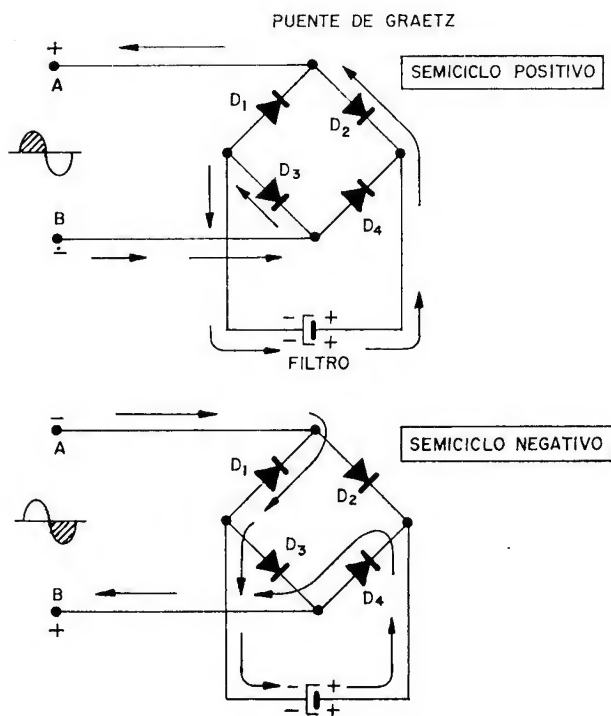 PUENTE DE GRAETZ
+
A
SEMICICLO POSITIVO
D1
D2
D3
D4
B
-
- +
- +
FILTRO
-
A
SEMICICLO NEGATIVO
D1
D2
D3
D4
B
+
- +
- +